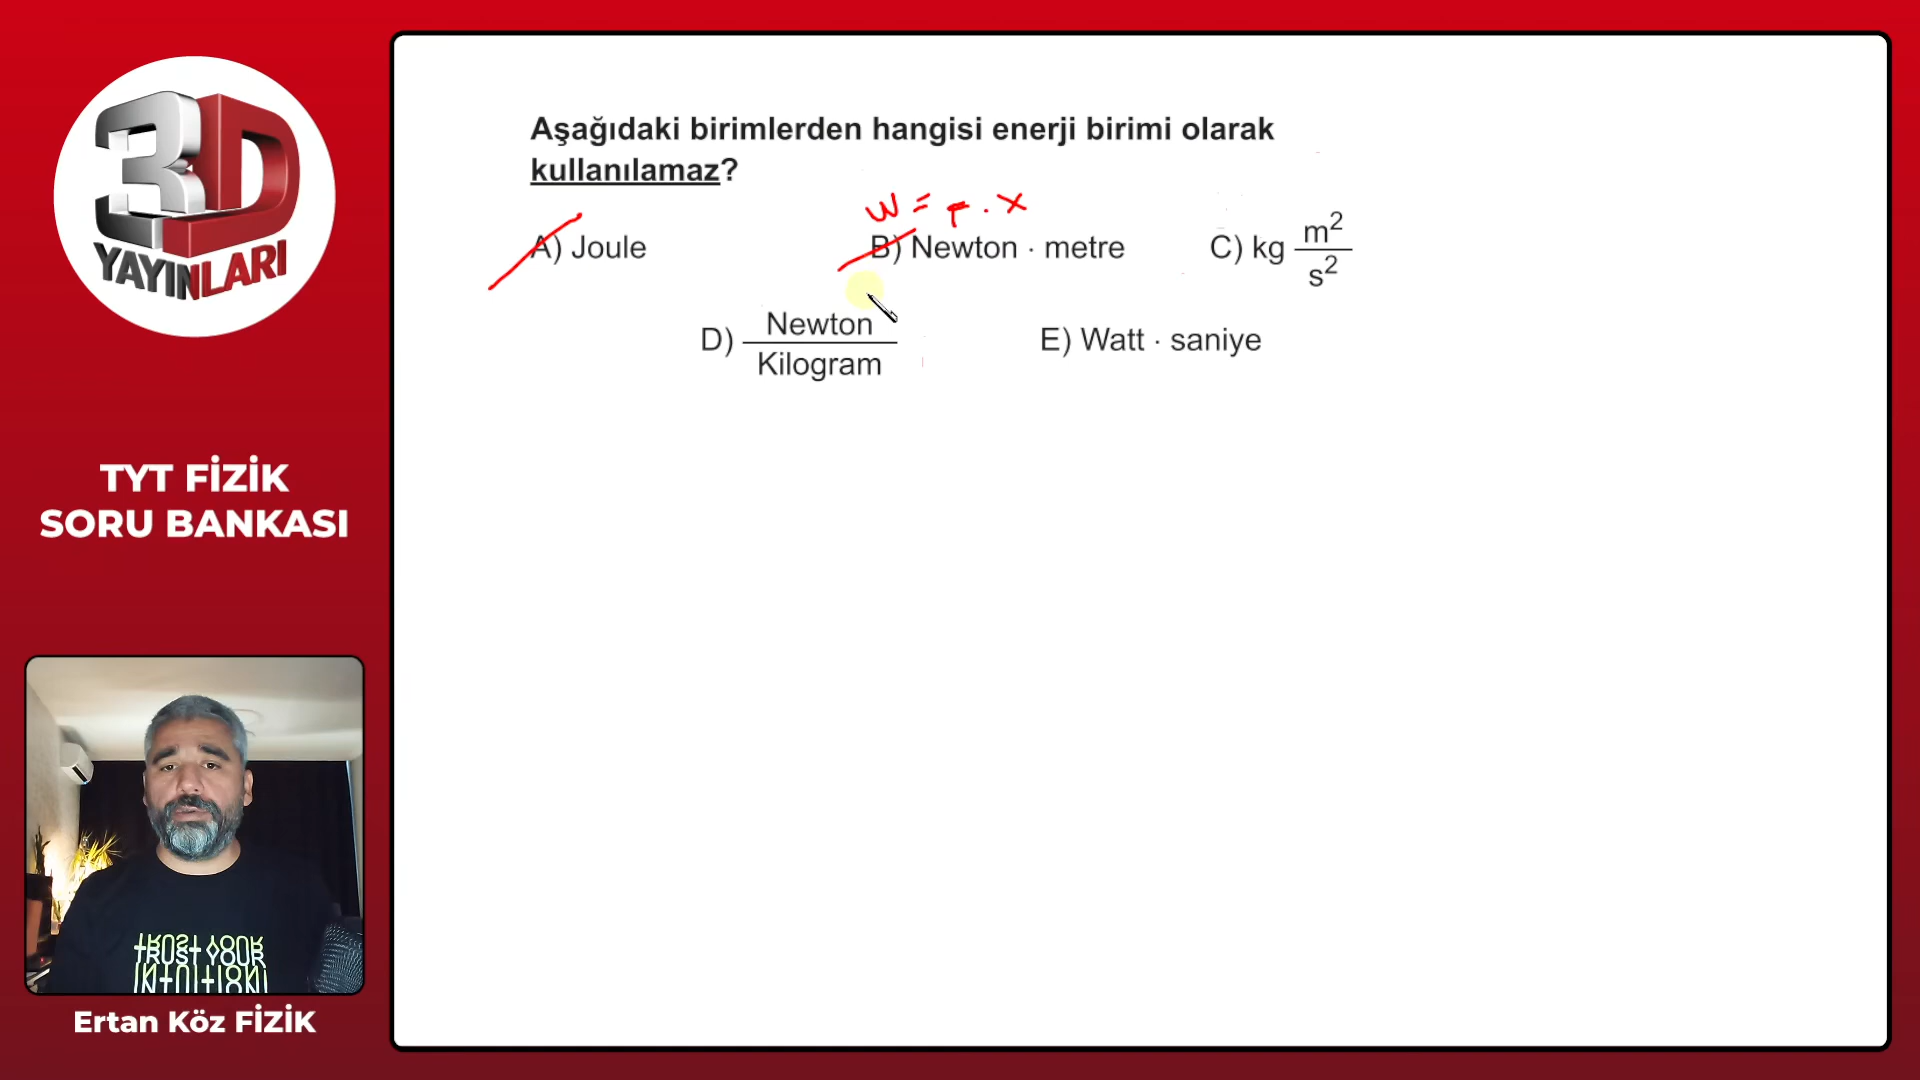 3D
YAYINLARI
TYT FİZİK
SORU BANKASI
TRUST YOUR
INTUITION!
Ertan Köz FİZİK
Aşağıdaki birimlerden hangisi enerji birimi olarak
kullanılamaz?
W = F . x
A) Joule B) Newton · metre C) kg m²/s²
D) Newton/Kilogram E) Watt · saniye